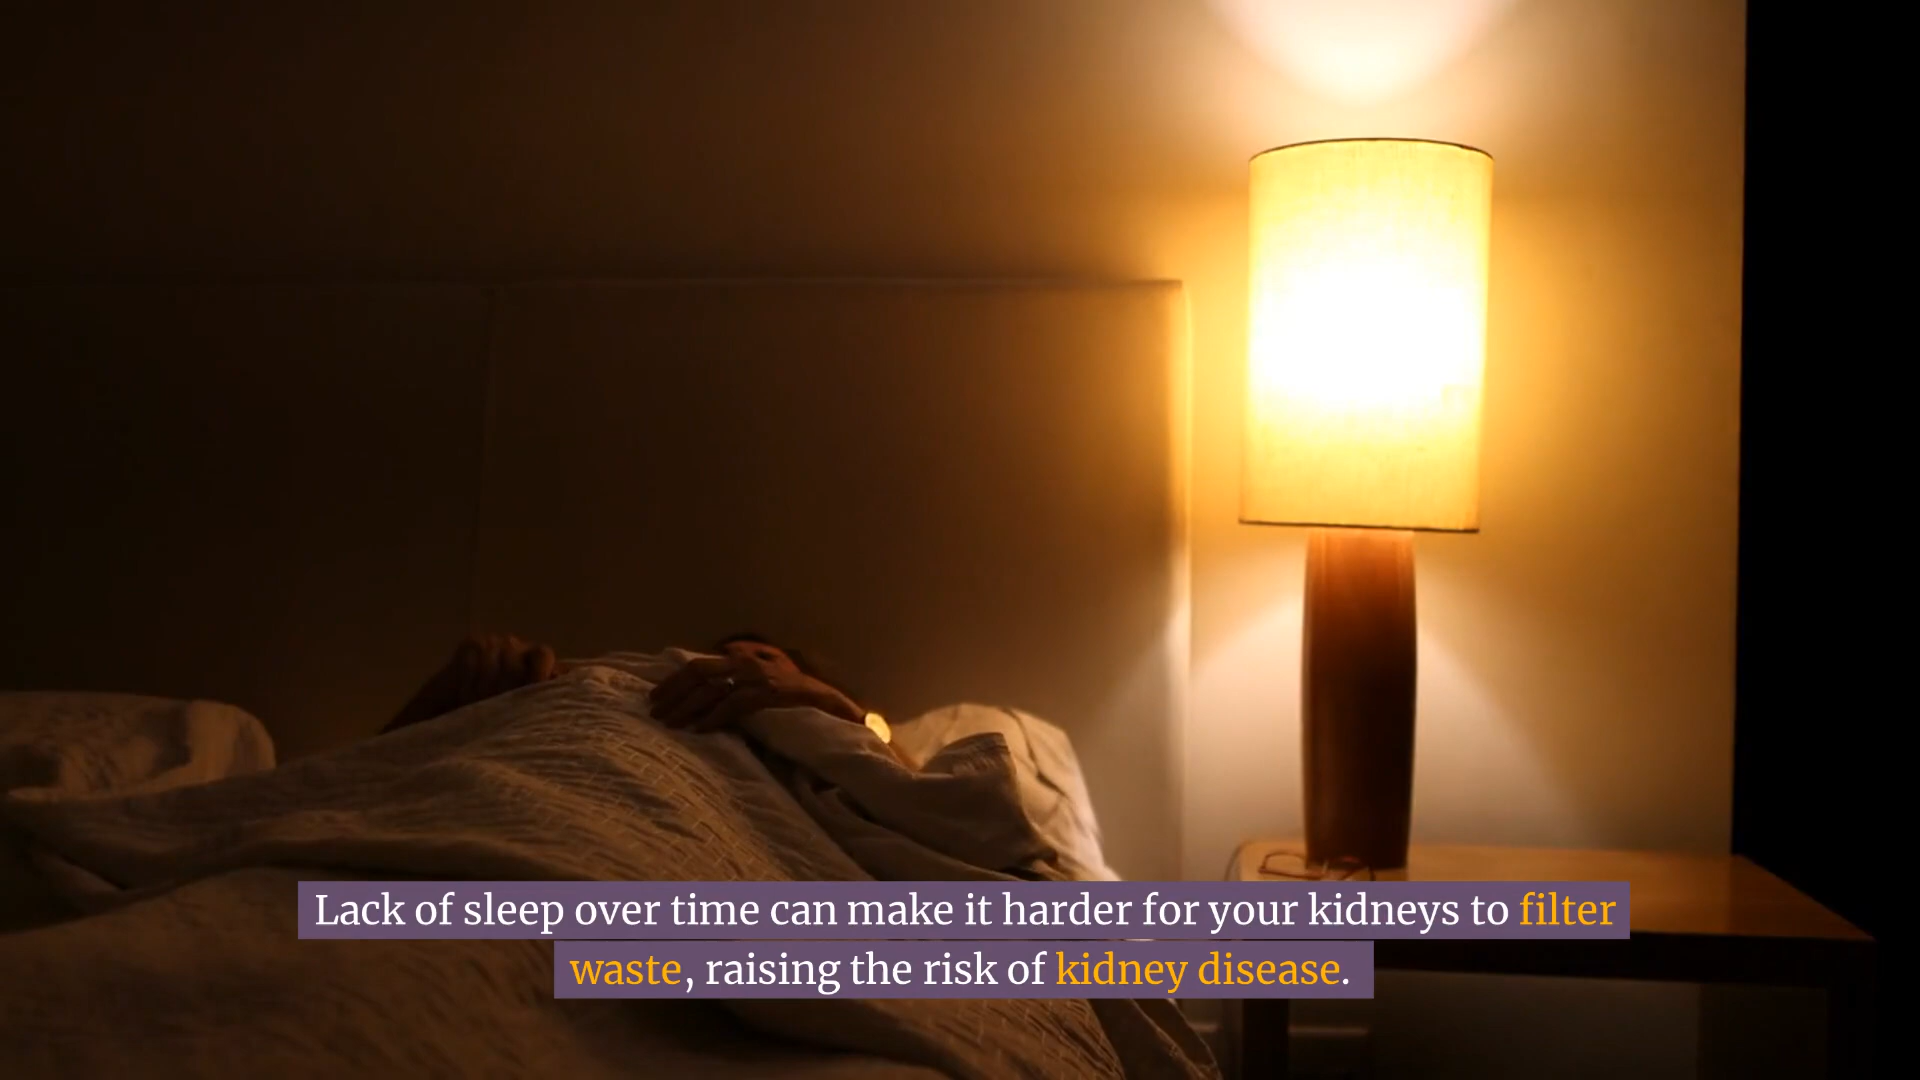 Lack of sleep over time can make it harder for your kidneys to filter
waste, raising the risk of kidney disease.